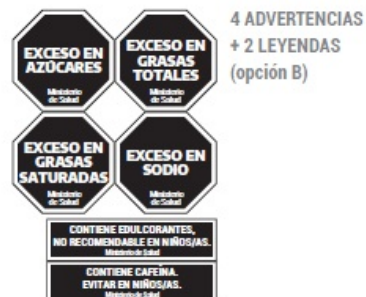 4 ADVERTENCIAS
+ 2 LEYENDAS
(opción B)
EXCESO EN
AZÚCARES
Ministerio
de Salud
EXCESO EN
GRASAS
TOTALES
Ministerio
de Salud
EXCESO EN
GRASAS
SATURADAS
Ministerio
de Salud
EXCESO EN
SODIO
Ministerio
de Salud
CONTIENE EDULCORANTES,
NO RECOMENDABLE EN NIÑOS/AS.
Ministerio de Salud
CONTIENE CAFEÍNA.
EVITAR EN NIÑOS/AS.
Ministerio de Salud